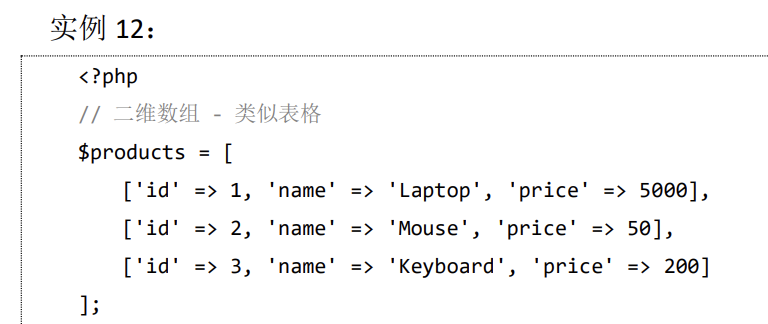 实例 12：
<?php
// 二维数组 - 类似表格
$products = [
['id' => 1, 'name' => 'Laptop', 'price' => 5000],
['id' => 2, 'name' => 'Mouse', 'price' => 50],
['id' => 3, 'name' => 'Keyboard', 'price' => 200]
];